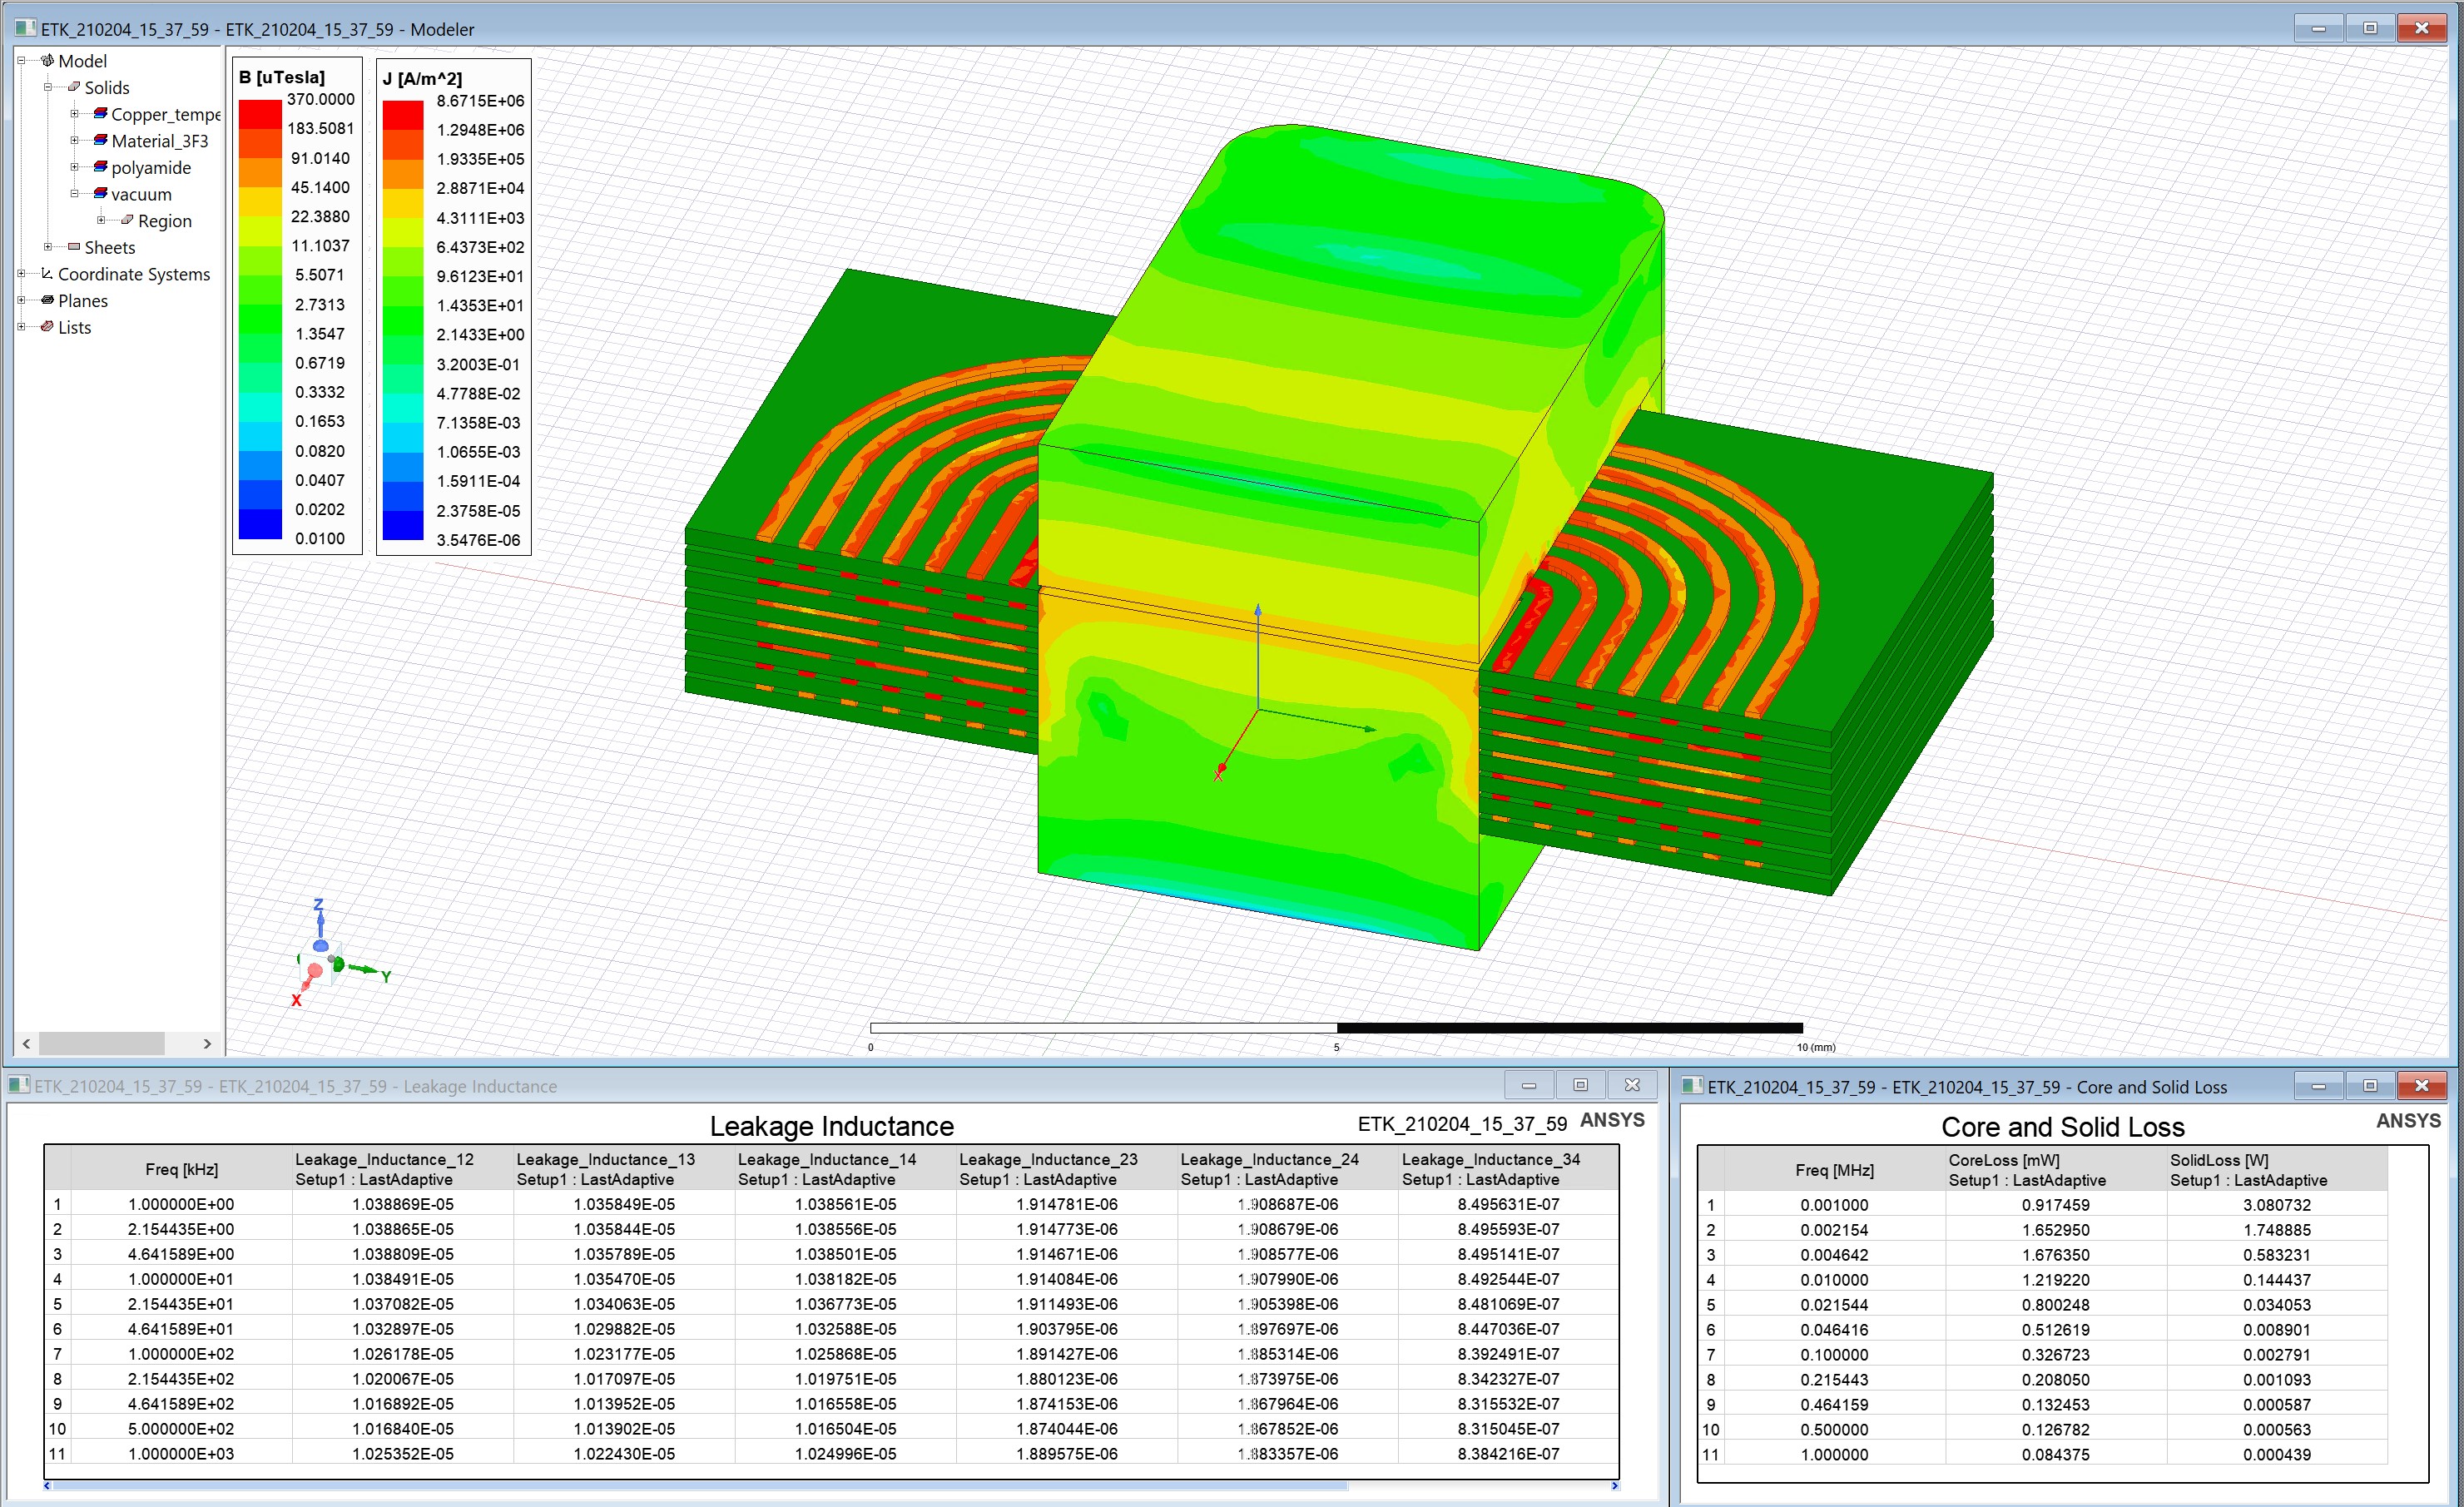 ETK_210204_15_37_59 - ETK_210204_15_37_59 - Modeler
Model
Solids
Copper_tempe
Material_3F3
polyamide
vacuum
Region
Sheets
Coordinate Systems
Planes
Lists
B [uTesla]
370.0000
183.5081
91.0140
45.1400
22.3880
11.1037
5.5071
2.7313
1.3547
0.6719
0.3332
0.1653
0.0820
0.0407
0.0202
0.0100
J [A/m^2]
8.6715E+06
1.2948E+06
1.9335E+05
2.8871E+04
4.3111E+03
6.4373E+02
9.6123E+01
1.4353E+01
2.1433E+00
3.2003E-01
4.7788E-02
7.1358E-03
1.0655E-03
1.5911E-04
2.3758E-05
3.5476E-06
X
Z
Y
X
0 5 10 (mm)
ETK_210204_15_37_59 - ETK_210204_15_37_59 - Leakage Inductance
Leakage Inductance
ETK_210204_15_37_59 ANSYS
Freq [kHz] Leakage_Inductance_12 Leakage_Inductance_13 Leakage_Inductance_14 Leakage_Inductance_23 Leakage_Inductance_24 Leakage_Inductance_34
Setup1 : LastAdaptive Setup1 : LastAdaptive Setup1 : LastAdaptive Setup1 : LastAdaptive Setup1 : LastAdaptive Setup1 : LastAdaptive
1 1.000000E+00 1.038869E-05 1.035849E-05 1.038561E-05 1.914781E-06 1.908687E-06 8.495631E-07
2 2.154435E+00 1.038865E-05 1.035844E-05 1.038556E-05 1.914773E-06 1.908679E-06 8.495593E-07
3 4.641589E+00 1.038809E-05 1.035789E-05 1.038501E-05 1.914671E-06 1.908577E-06 8.495141E-07
4 1.000000E+01 1.038491E-05 1.035470E-05 1.038182E-05 1.914084E-06 1.907990E-06 8.492544E-07
5 2.154435E+01 1.037082E-05 1.034063E-05 1.036773E-05 1.911493E-06 1.905398E-06 8.481069E-07
6 4.641589E+01 1.032897E-05 1.029882E-05 1.032588E-05 1.903795E-06 1.897697E-06 8.447036E-07
7 1.000000E+02 1.026178E-05 1.023177E-05 1.025868E-05 1.891427E-06 1.885314E-06 8.392491E-07
8 2.154435E+02 1.020067E-05 1.017097E-05 1.019751E-05 1.880123E-06 1.873975E-06 8.342327E-07
9 4.641589E+02 1.016892E-05 1.013952E-05 1.016558E-05 1.874153E-06 1.867964E-06 8.315532E-07
10 5.000000E+02 1.016840E-05 1.013902E-05 1.016504E-05 1.874044E-06 1.867852E-06 8.315045E-07
11 1.000000E+03 1.025352E-05 1.022430E-05 1.024996E-05 1.889575E-06 1.883357E-06 8.384216E-07
ETK_210204_15_37_59 - ETK_210204_15_37_59 - Core and Solid Loss
Core and Solid Loss
ANSYS
Freq [MHz] CoreLoss [mW] SolidLoss [W]
Setup1 : LastAdaptive Setup1 : LastAdaptive
1 0.001000 0.917459 3.080732
2 0.002154 1.652950 1.748885
3 0.004642 1.676350 0.583231
4 0.010000 1.219220 0.144437
5 0.021544 0.800248 0.034053
6 0.046416 0.512619 0.008901
7 0.100000 0.326723 0.002791
8 0.215443 0.208050 0.001093
9 0.464159 0.132453 0.000587
10 0.500000 0.126782 0.000563
11 1.000000 0.084375 0.000439